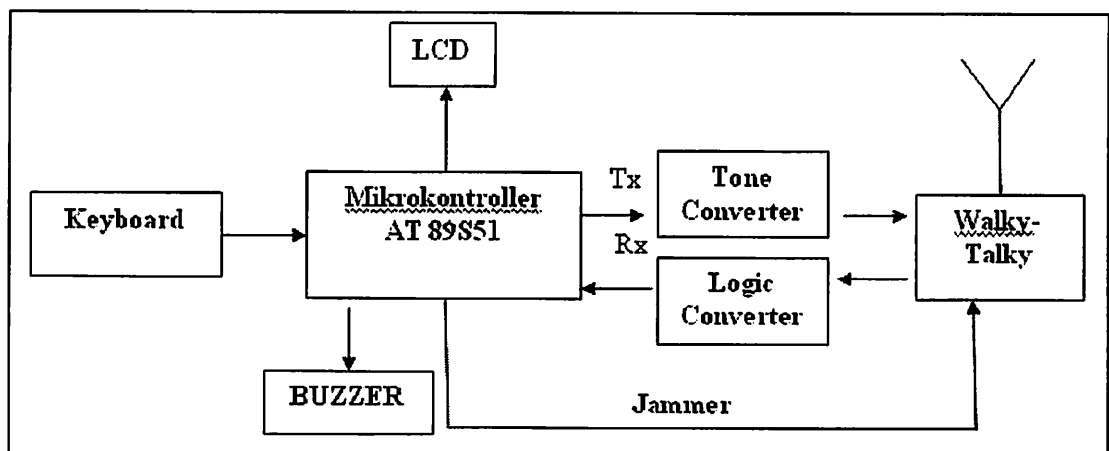 LCD
Keyboard
Mikrokontroller
AT 89S51
Tx
Rx
Tone
Converter
Logic
Converter
Walky-
Talky
BUZZER
Jammer